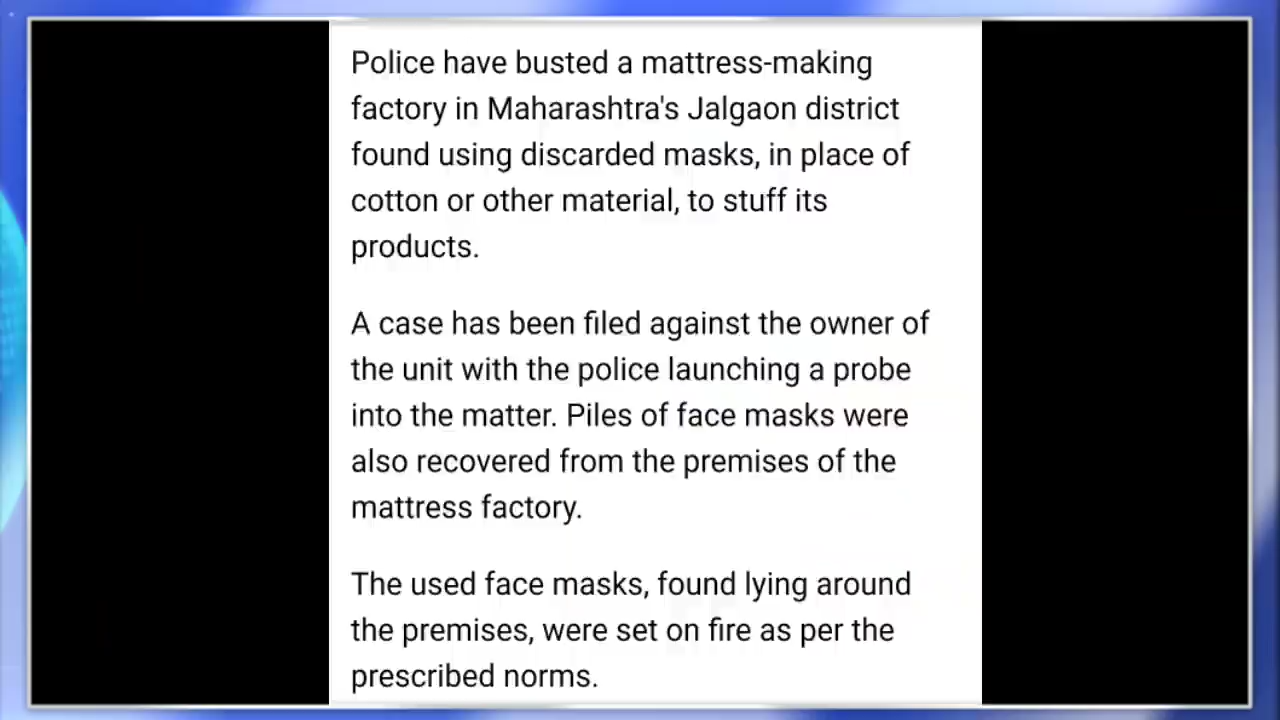 Police have busted a mattress-making
factory in Maharashtra's Jalgaon district
found using discarded masks, in place of
cotton or other material, to stuff its
products.
A case has been filed against the owner of
the unit with the police launching a probe
into the matter. Piles of face masks were
also recovered from the premises of the
mattress factory.
The used face masks, found lying around
the premises, were set on fire as per the
prescribed norms.